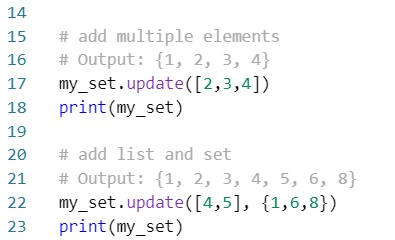 14
15 # add multiple elements
16 # Output: {1, 2, 3, 4}
17 my_set.update([2,3,4])
18 print(my_set)
19
20 # add list and set
21 # Output: {1, 2, 3, 4, 5, 6, 8}
22 my_set.update([4,5], {1,6,8})
23 print(my_set)